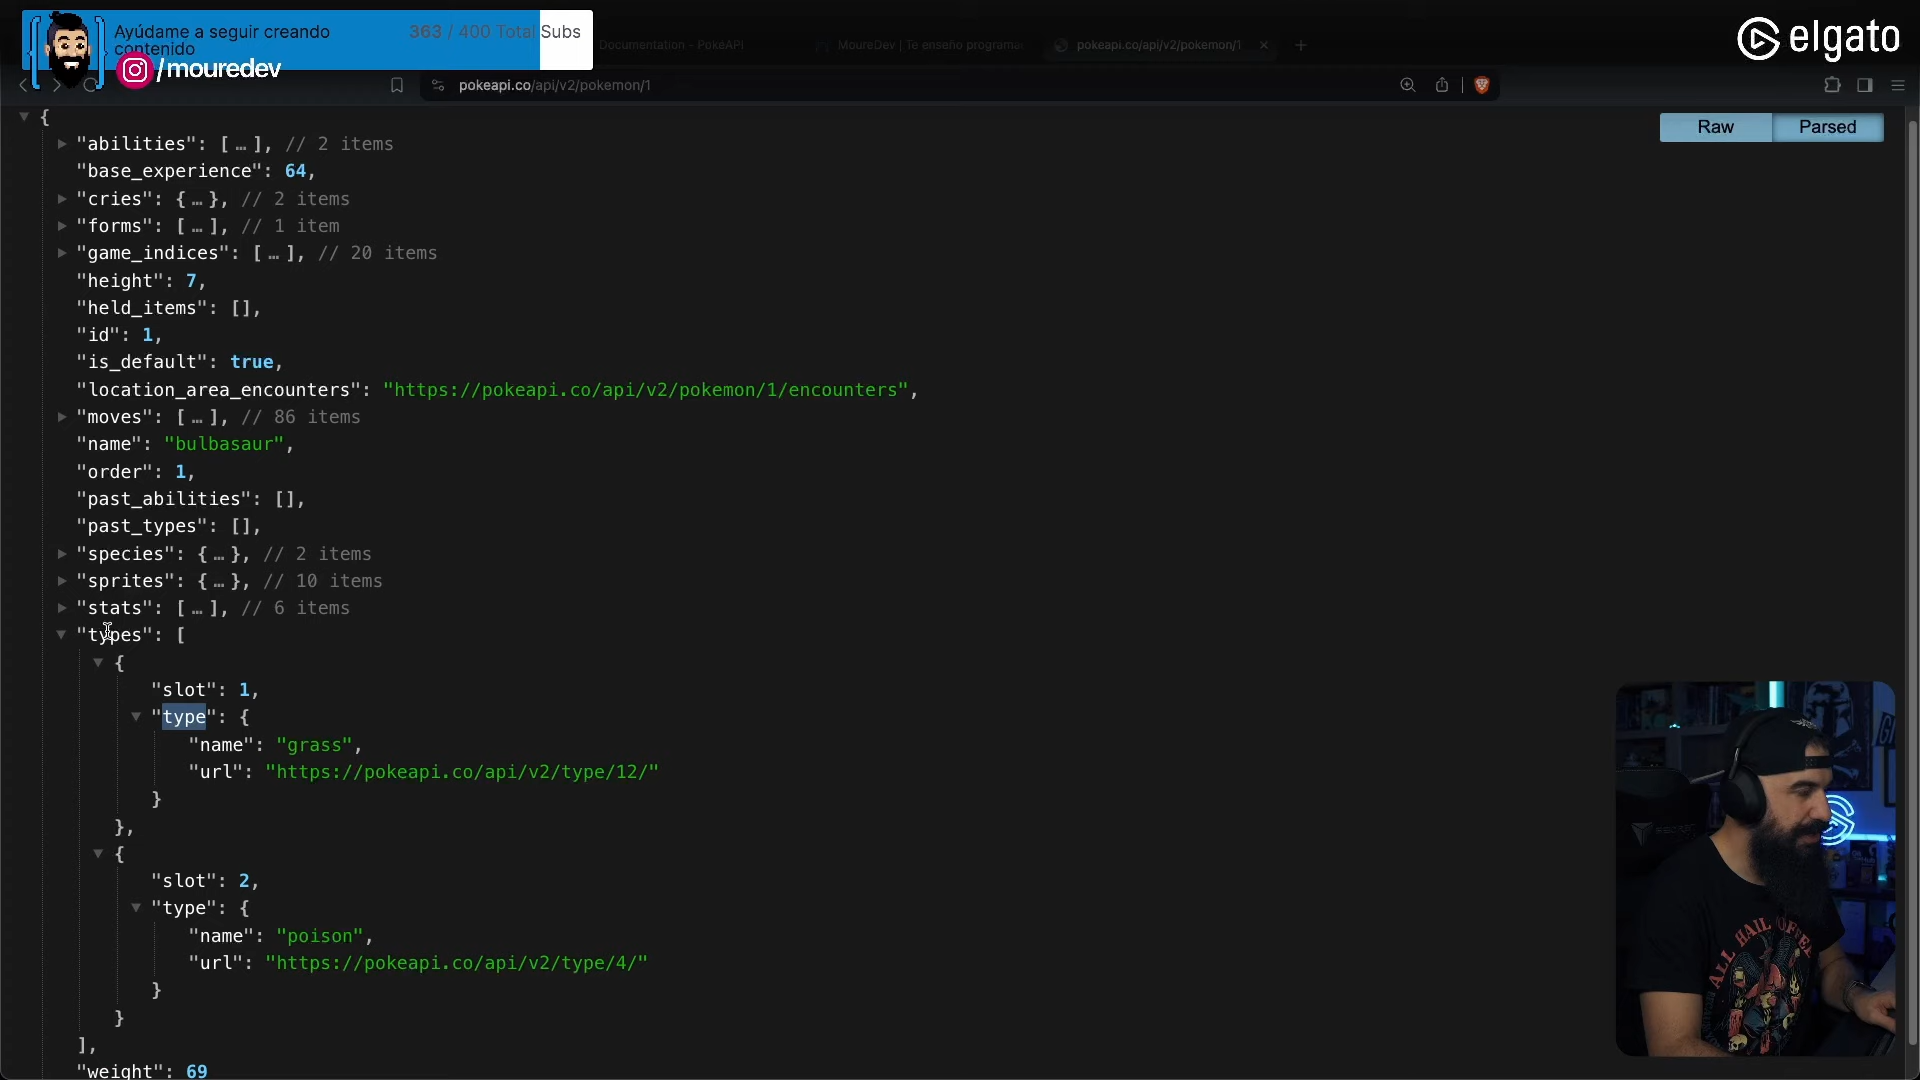 Ayúdame a seguir creando contenido
363 / 400 Total Subs
/mouredev
Documentation - PokéAPI
MoureDev | Te enseño programa
pokeapi.co/api/v2/pokemon/1
pokeapi.co/api/v2/pokemon/1
elgato
Raw
Parsed
{
"abilities": [ … ], // 2 items
"base_experience": 64,
"cries": { … }, // 2 items
"forms": [ … ], // 1 item
"game_indices": [ … ], // 20 items
"height": 7,
"held_items": [],
"id": 1,
"is_default": true,
"location_area_encounters": "https://pokeapi.co/api/v2/pokemon/1/encounters",
"moves": [ … ], // 86 items
"name": "bulbasaur",
"order": 1,
"past_abilities": [],
"past_types": [],
"species": { … }, // 2 items
"sprites": { … }, // 10 items
"stats": [ … ], // 6 items
"types": [
{
"slot": 1,
"type": {
"name": "grass",
"url": "https://pokeapi.co/api/v2/type/12/"
}
},
{
"slot": 2,
"type": {
"name": "poison",
"url": "https://pokeapi.co/api/v2/type/4/"
}
}
],
"weight": 69
ALL HAIL COFFEE